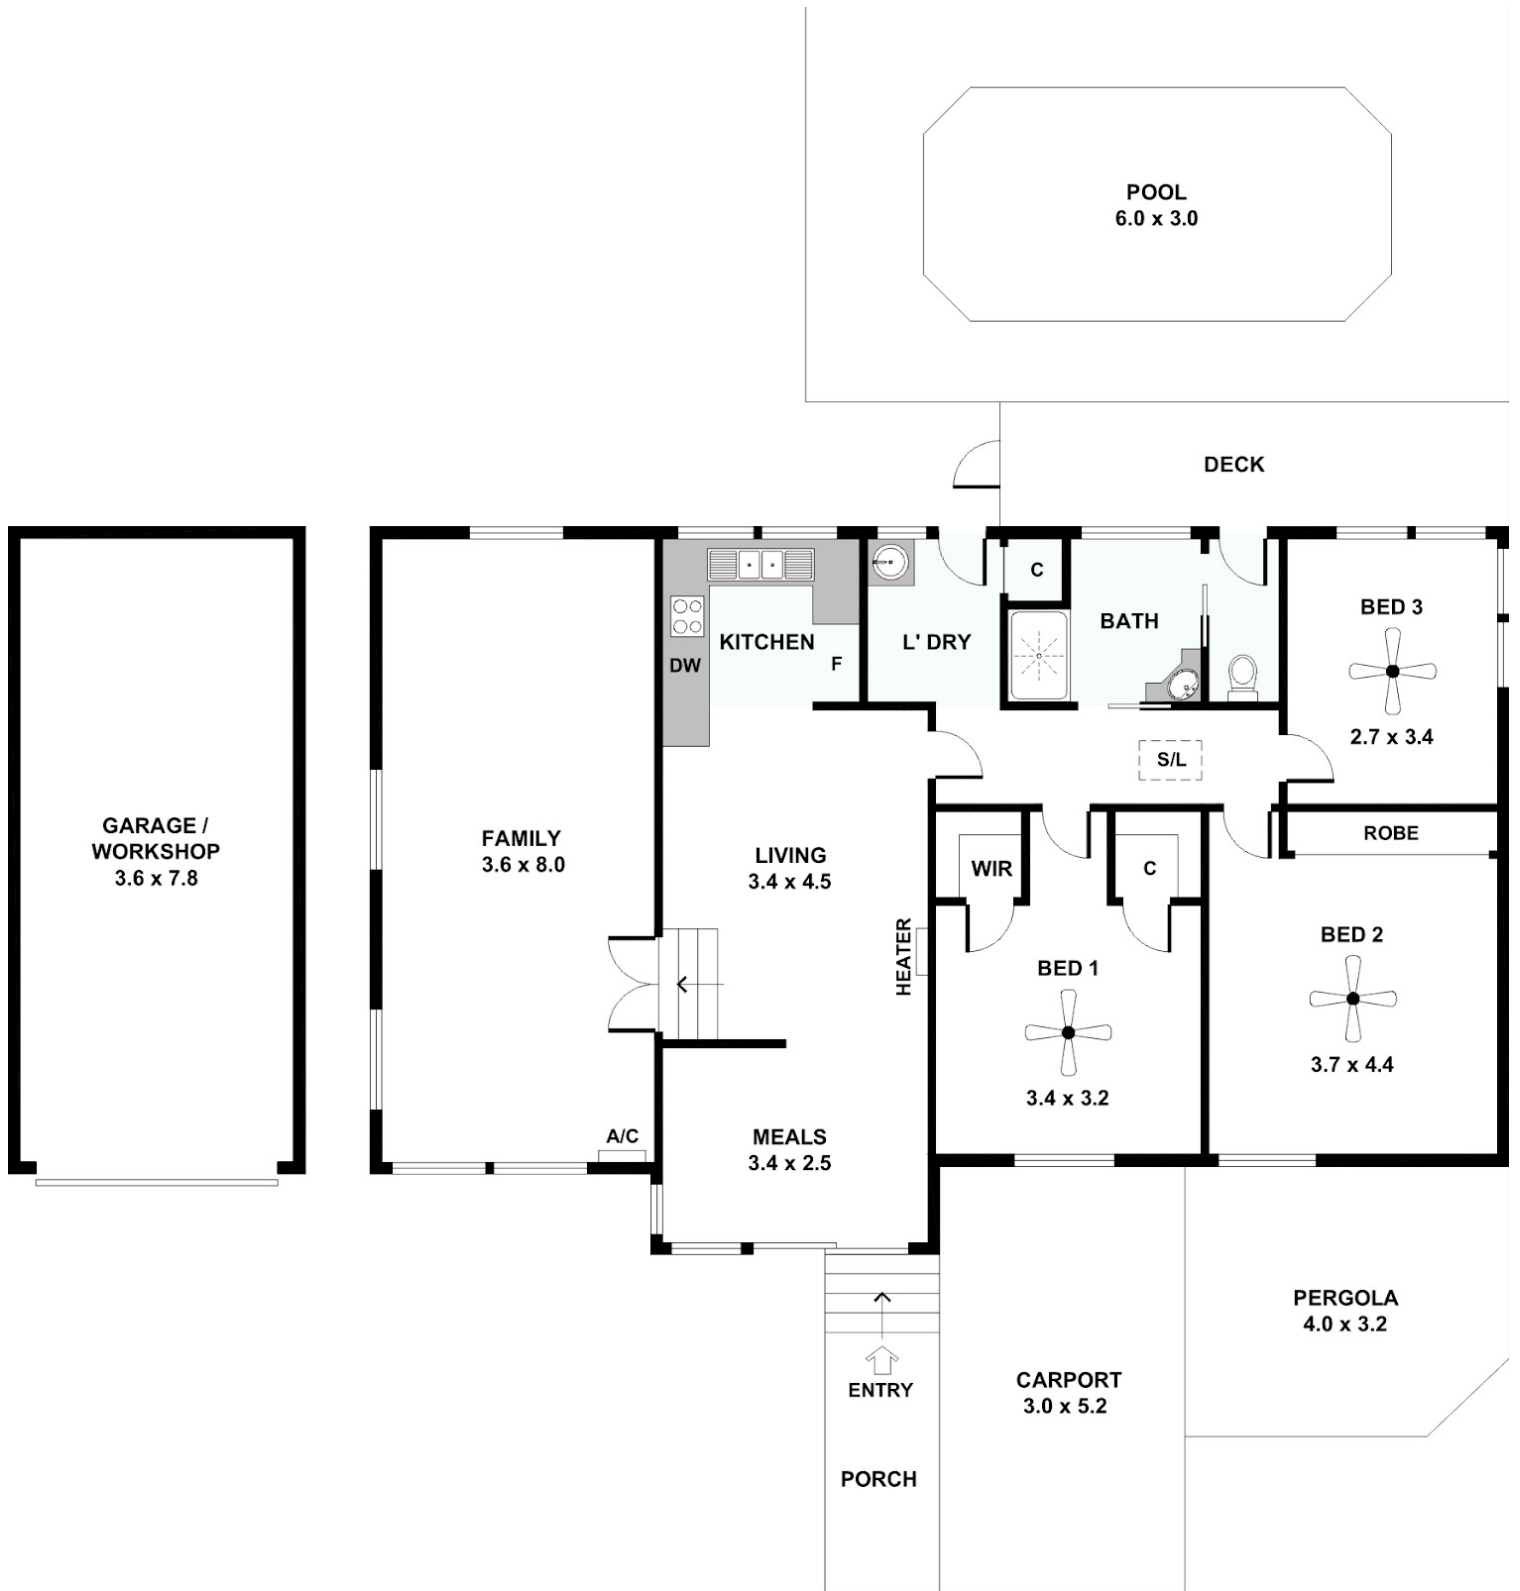 POOL
6.0 x 3.0
DECK
C
BED 3
2.7 x 3.4
BATH
L' DRY
KITCHEN
F
DW
S/L
GARAGE /
WORKSHOP
3.6 x 7.8
FAMILY
3.6 x 8.0
LIVING
3.4 x 4.5
WIR
C
ROBE
HEATER
BED 1
3.4 x 3.2
BED 2
3.7 x 4.4
A/C
MEALS
3.4 x 2.5
ENTRY
PORCH
CARPORT
3.0 x 5.2
PERGOLA
4.0 x 3.2